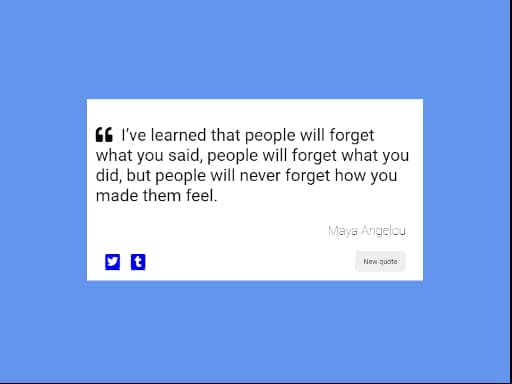 I've learned that people will forget
what you said, people will forget what you
did, but people will never forget how you
made them feel.
Maya Angelou
New quote